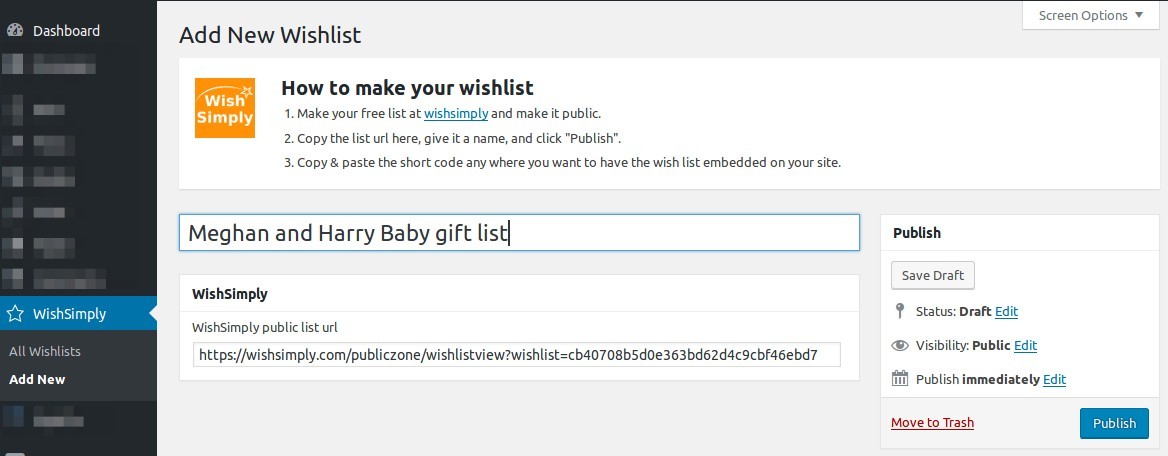 Dashboard
Screen Options
Add New Wishlist
Wish
Simply
How to make your wishlist
1. Make your free list at wishsimply and make it public.
2. Copy the list url here, give it a name, and click "Publish".
3. Copy & paste the short code any where you want to have the wish list embedded on your site.
Meghan and Harry Baby gift list
Publish
Save Draft
WishSimply
WishSimply
Status: Draft Edit
WishSimply public list url
All Wishlists
Visibility: Public Edit
https://wishsimply.com/publiczone/wishlistview?wishlist=cb40708b5d0e363bd62d4c9cbf46ebd7
Add New
Publish immediately Edit
Move to Trash
Publish